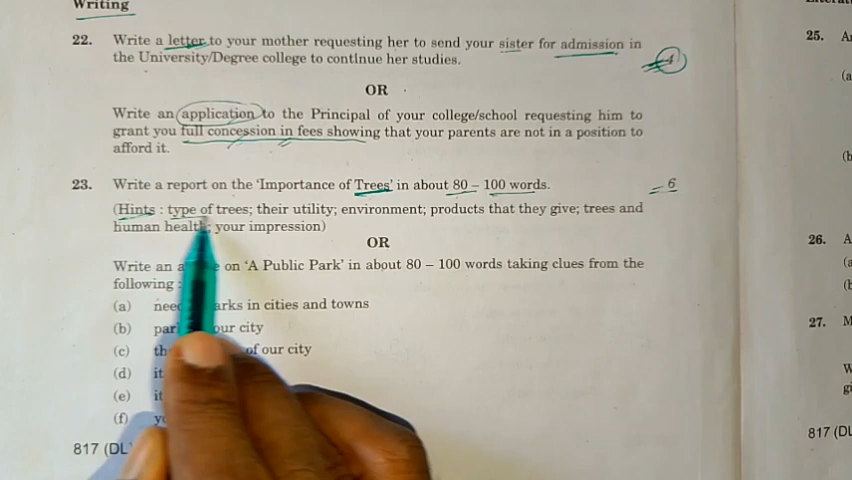 Writing
22. Write a letter to your mother requesting her to send your sister for admission in
the University/Degree college to continue her studies.
4
OR
Write an application to the Principal of your college/school requesting him to
grant you full concession in fees showing that your parents are not in a position to
afford it.
23. Write a report on the 'Importance of Trees' in about 80 – 100 words.
= 6
(Hints : type of trees; their utility; environment; products that they give; trees and
human health; your impression)
OR
Write an on 'A Public Park' in about 80 – 100 words taking clues from the
following :
(a) need parks in cities and towns
(b) our city
(c) of our city
(d) it
(e) it
(f)
817 (DL
25.
(a)
(b
26. A
(a
(b
27. M
W
gi
817 (DL